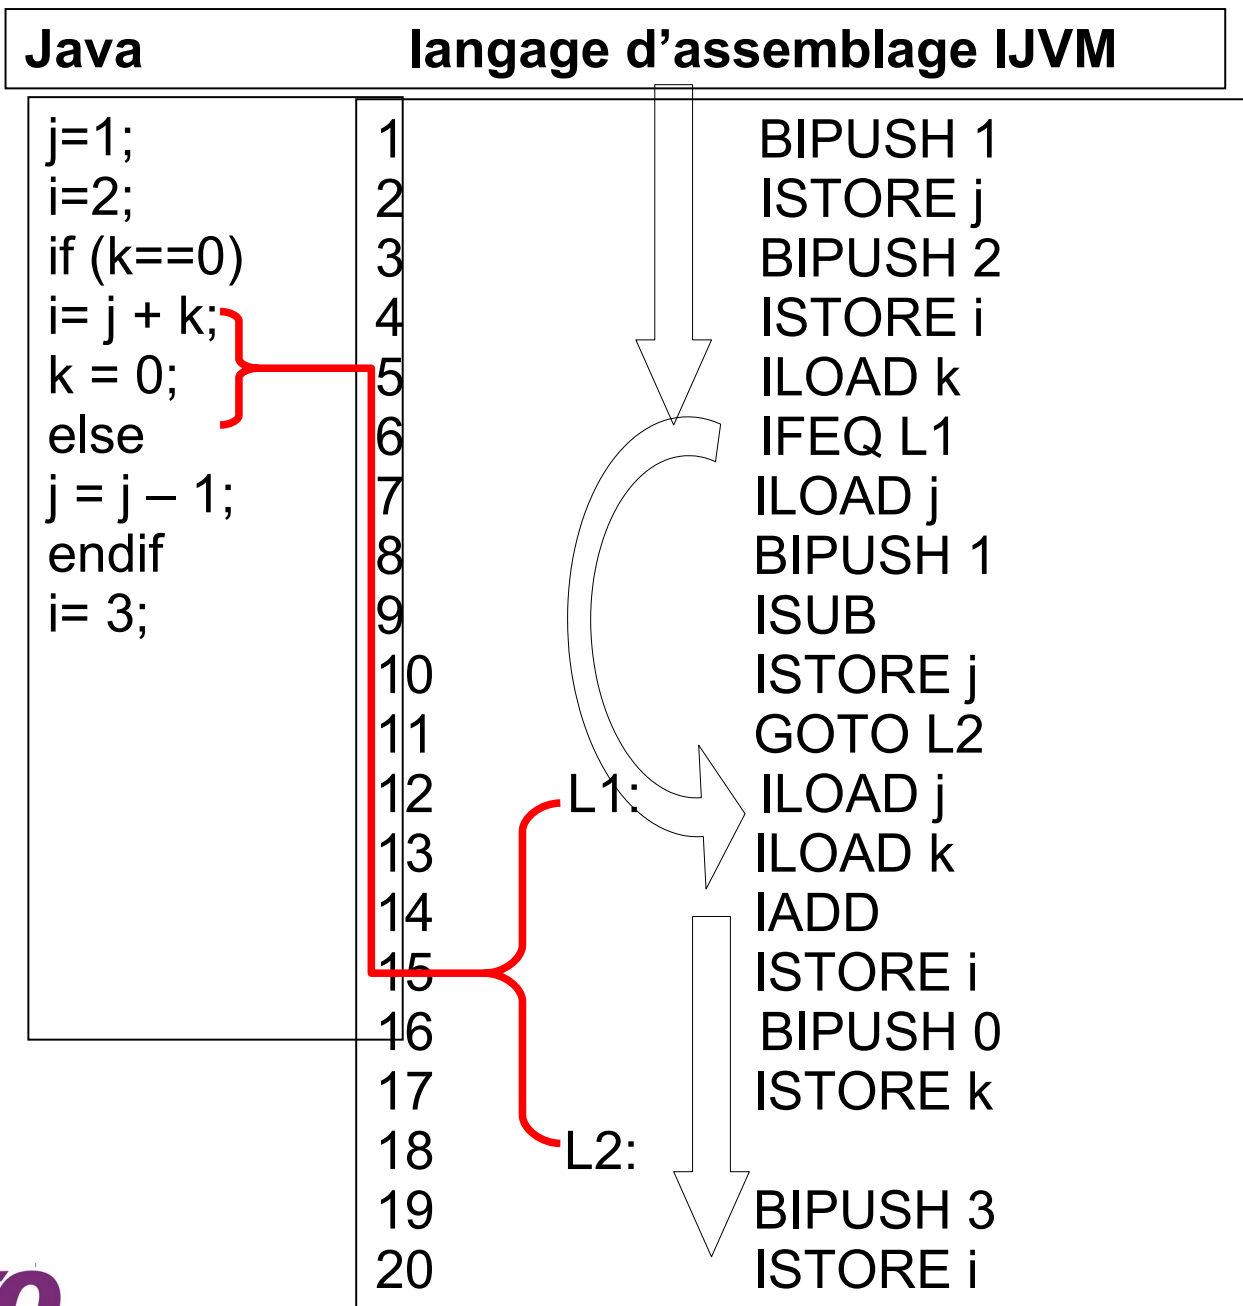 Java langage d'assemblage IJVM
j=1;
i=2;
if (k==0)
i= j + k;
k = 0;
else
j = j – 1;
endif
i= 3;
1 BIPUSH 1
2 ISTORE j
3 BIPUSH 2
4 ISTORE i
5 ILOAD k
6 IFEQ L1
7 ILOAD j
8 BIPUSH 1
9 ISUB
10 ISTORE j
11 GOTO L2
12 L1: ILOAD j
13 ILOAD k
14 IADD
15 ISTORE i
16 BIPUSH 0
17 ISTORE k
18 L2:
19 BIPUSH 3
20 ISTORE i